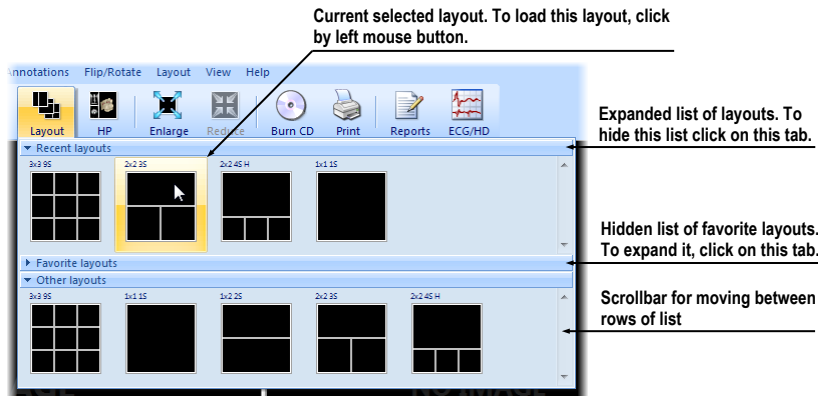 Current selected layout. To load this layout, click
by left mouse button.
nnotations Flip/Rotate Layout View Help
Layout HP Enlarge Reduce Burn CD Print Reports ECG/HD
Expanded list of layouts. To
hide this list click on this tab.
Recent layouts
3x3 9S 2x2 3S 2x2 4S H 1x1 1S
Hidden list of favorite layouts.
To expand it, click on this tab.
Favorite layouts
Other layouts
3x3 9S 1x1 1S 1x2 2S 2x2 3S 2x2 4S H
Scrollbar for moving between
rows of list